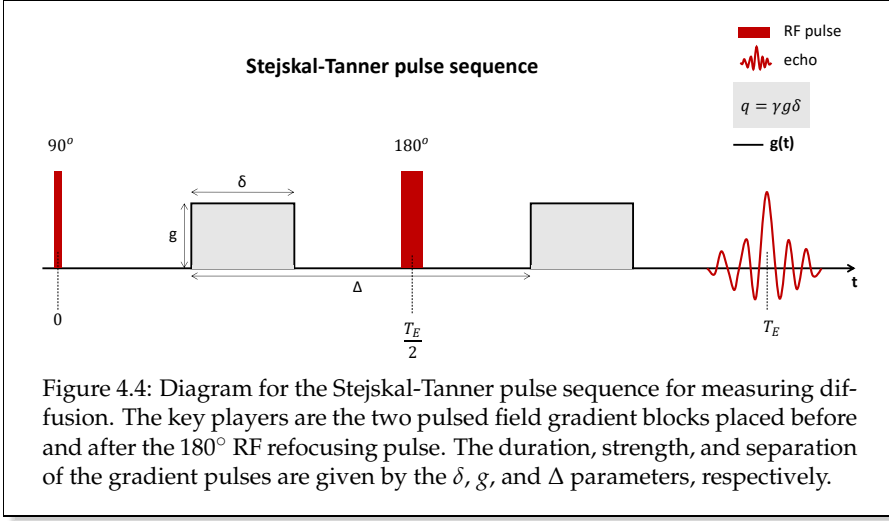 RF pulse
echo
Stejskal-Tanner pulse sequence
q = γgδ
g(t)
90°
180°
δ
g
Δ
t
0
T_E/2
T_E
Figure 4.4: Diagram for the Stejskal-Tanner pulse sequence for measuring dif-
fusion. The key players are the two pulsed field gradient blocks placed before
and after the 180° RF refocusing pulse. The duration, strength, and separation
of the gradient pulses are given by the δ, g, and Δ parameters, respectively.